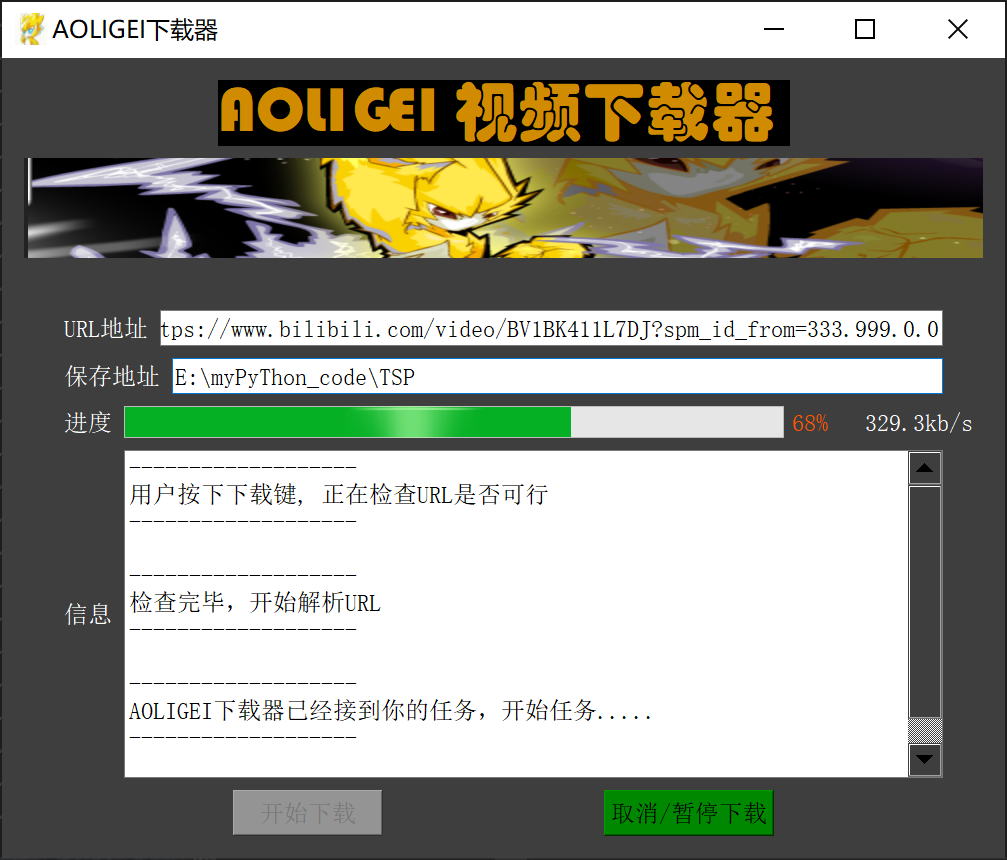 AOLIGEI下载器
AOLIGEI 视频下载器
URL地址 tps://www.bilibili.com/video/BV1BK411L7DJ?spm_id_from=333.999.0.0
保存地址 E:\myPyThon_code\TSP
进度 68% 329.3kb/s
-------------------
用户按下下载键, 正在检查URL是否可行
-------------------
-------------------
检查完毕，开始解析URL
-------------------
信息
-------------------
AOLIGEI下载器已经接到你的任务，开始任务.....
-------------------
开始下载 取消/暂停下载